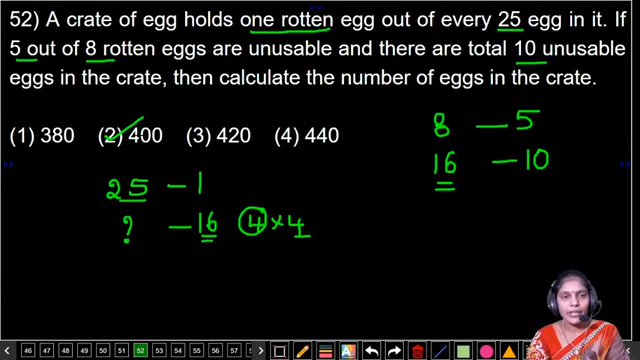 52) A crate of egg holds one rotten egg out of every 25 egg in it. If
5 out of 8 rotten eggs are unusable and there are total 10 unusable
eggs in the crate, then calculate the number of eggs in the crate.
(1) 380 (2) 400 (3) 420 (4) 440
8 — 5
16 — 10
25 — 1
? — 16 4 × 4
46 47 48 49 50 51 52 53 54 55 56 57 58 5
A